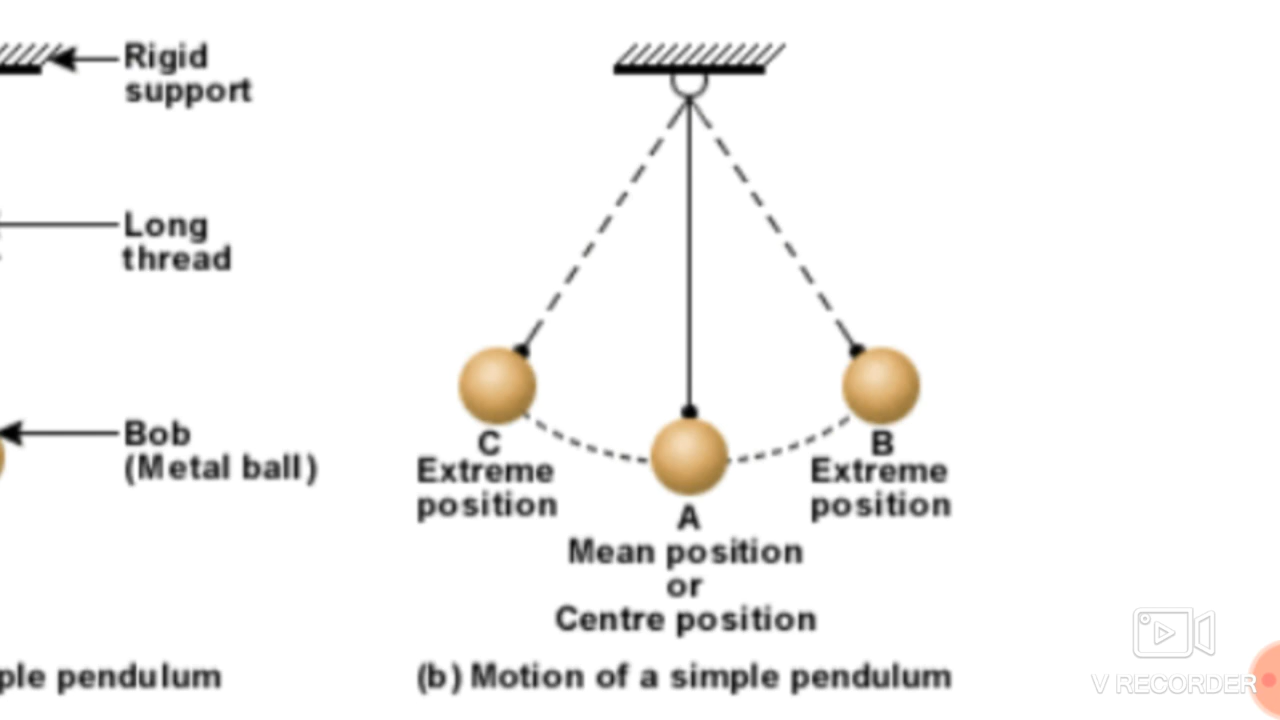 Rigid
support
Long
thread
Bob
(Metal ball)
C
Extreme
position
B
Extreme
position
A
Mean position
or
Centre position
ple pendulum
(b) Motion of a simple pendulum
V RECORDER